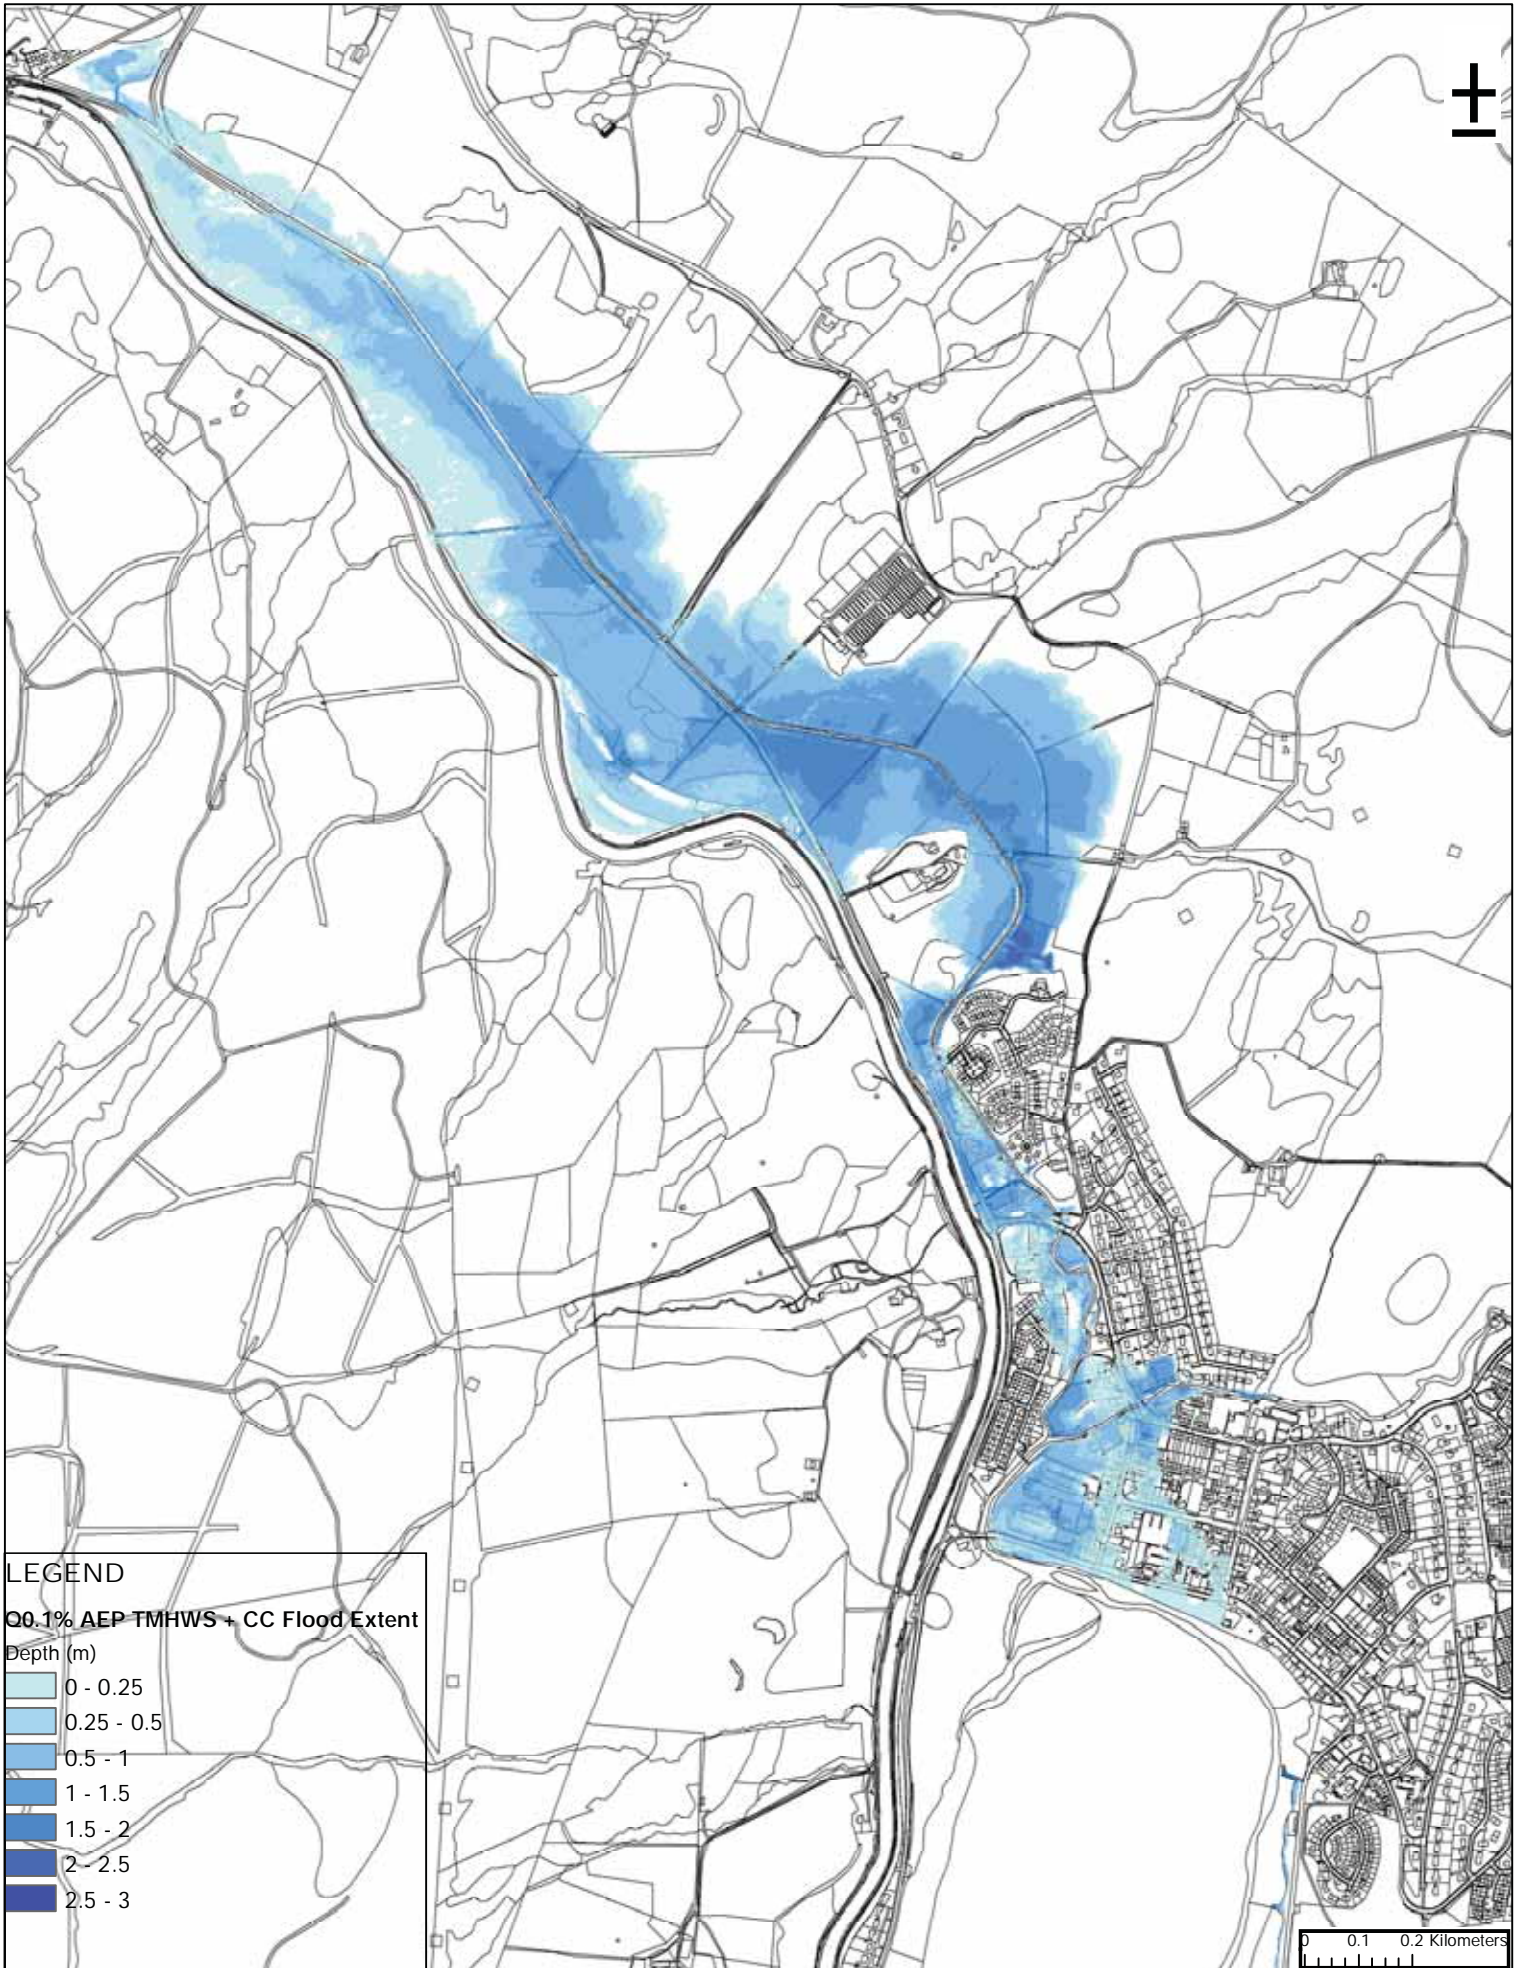 LEGEND
Q0.1% AEP TMHWS + CC Flood Extent
Depth (m)
0 - 0.25
0.25 - 0.5
0.5 - 1
1 - 1.5
1.5 - 2
2 - 2.5
2.5 - 3
0 0.1 0.2 Kilometers